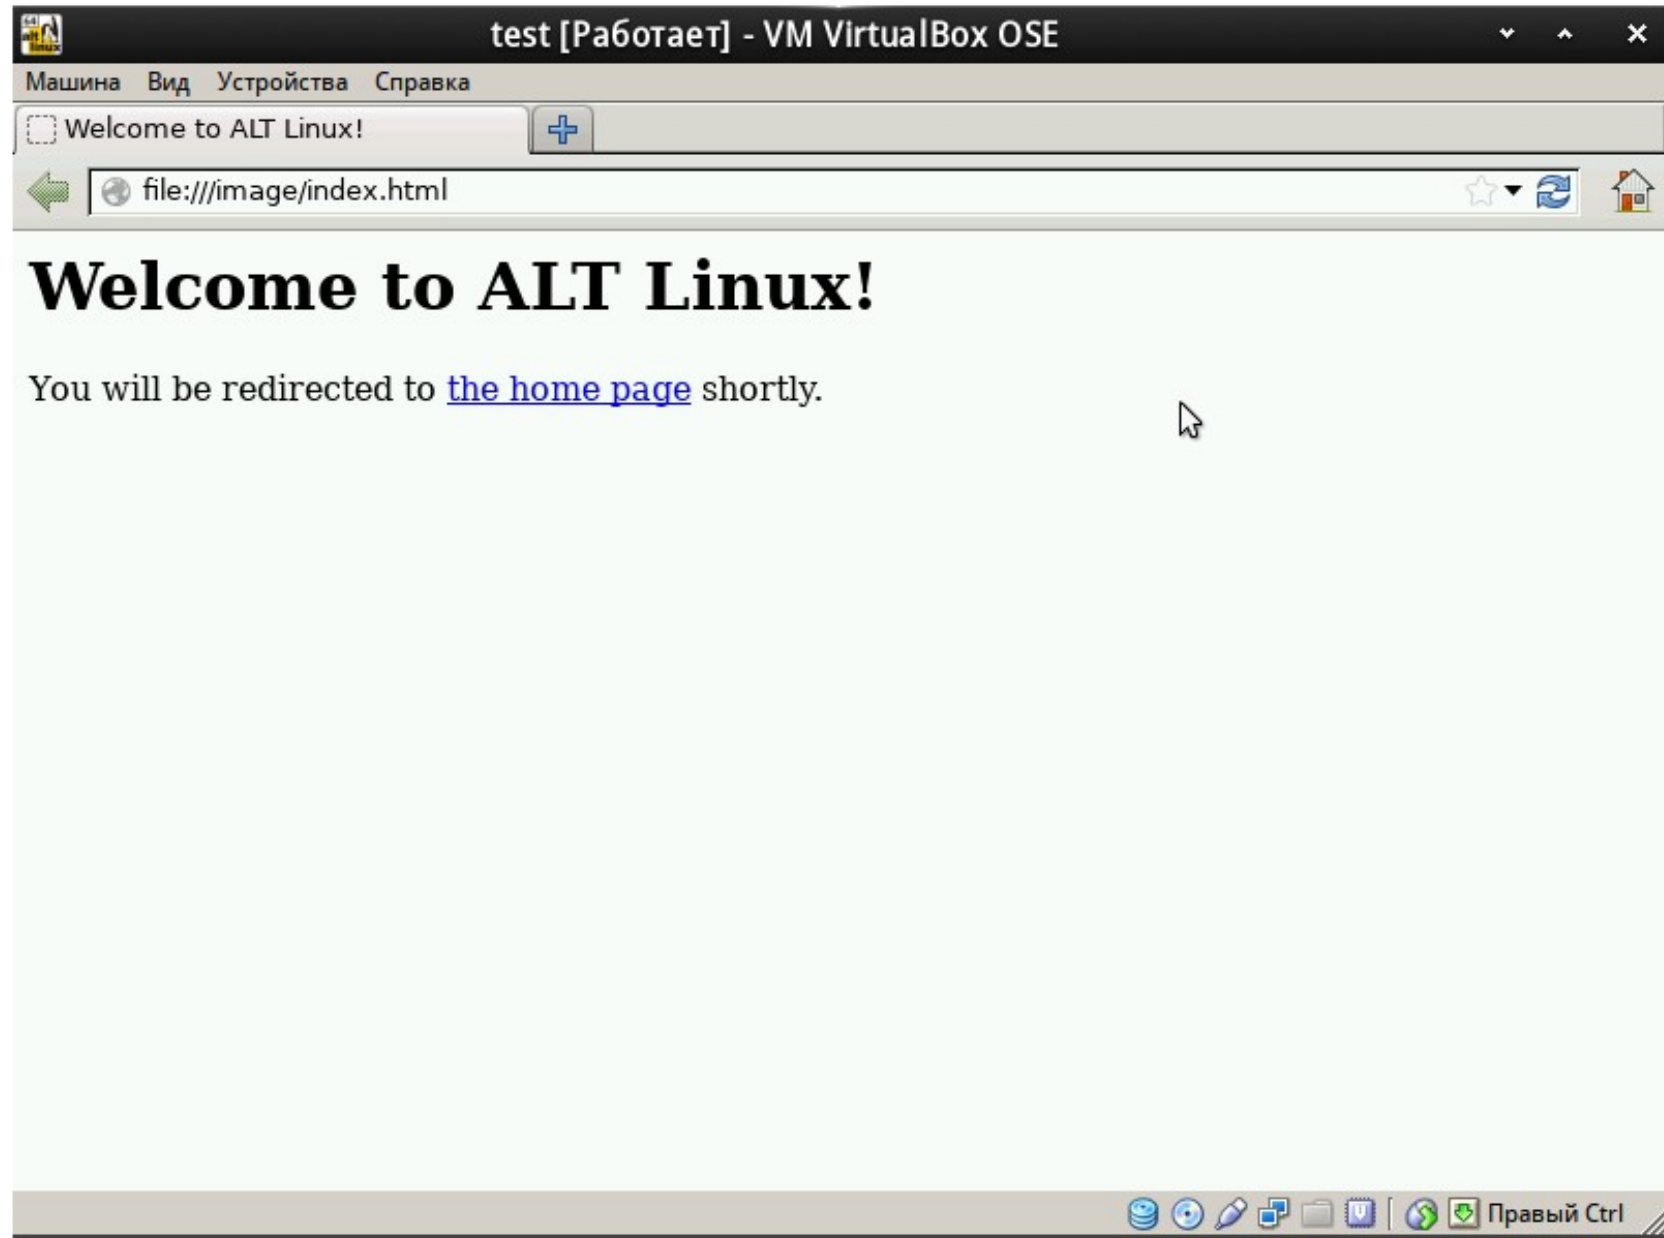 test [Работает] - VM VirtualBox OSE
Машина Вид Устройства Справка
Welcome to ALT Linux!
file:///image/index.html
Welcome to ALT Linux!
You will be redirected to the home page shortly.
Правый Ctrl